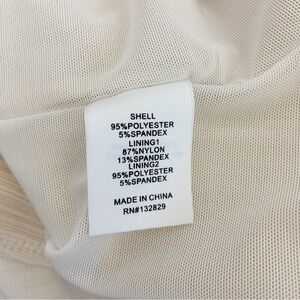 SHELL
95%POLYESTER
5%SPANDEX
LINING1
87%NYLON
13%SPANDEX
LINING2
95%POLYESTER
5%SPANDEX
MADE IN CHINA
RN#132829